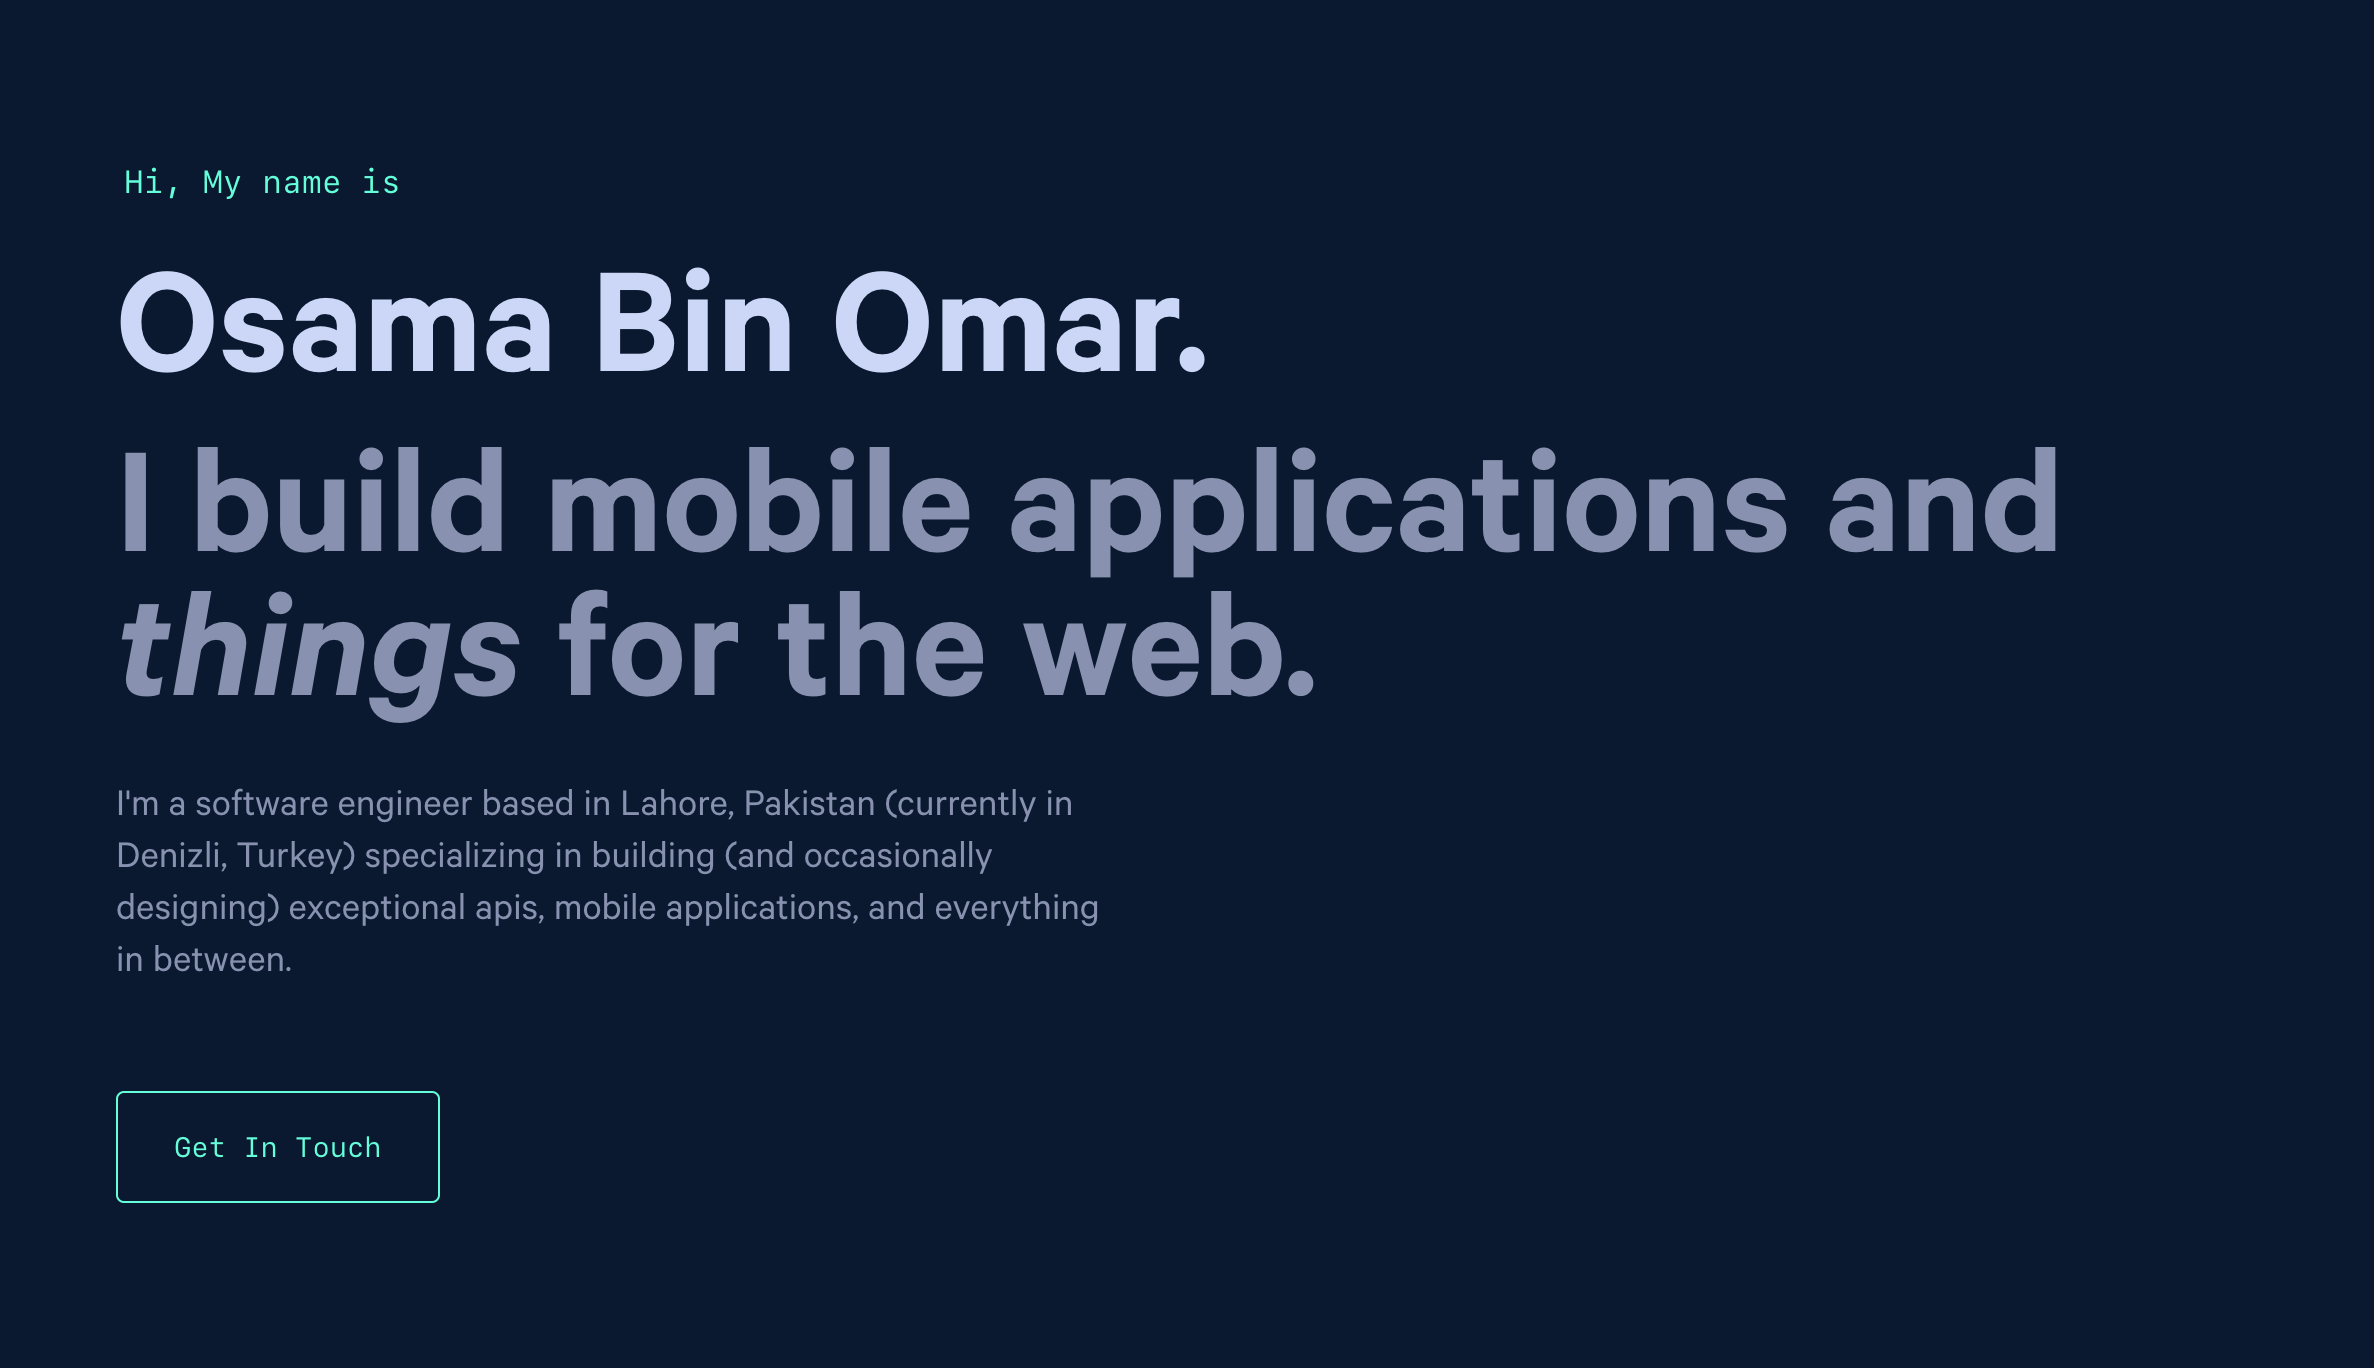 Hi, My name is
Osama Bin Omar.
I build mobile applications and
things for the web.
I'm a software engineer based in Lahore, Pakistan (currently in
Denizli, Turkey) specializing in building (and occasionally
designing) exceptional apis, mobile applications, and everything
in between.
Get In Touch